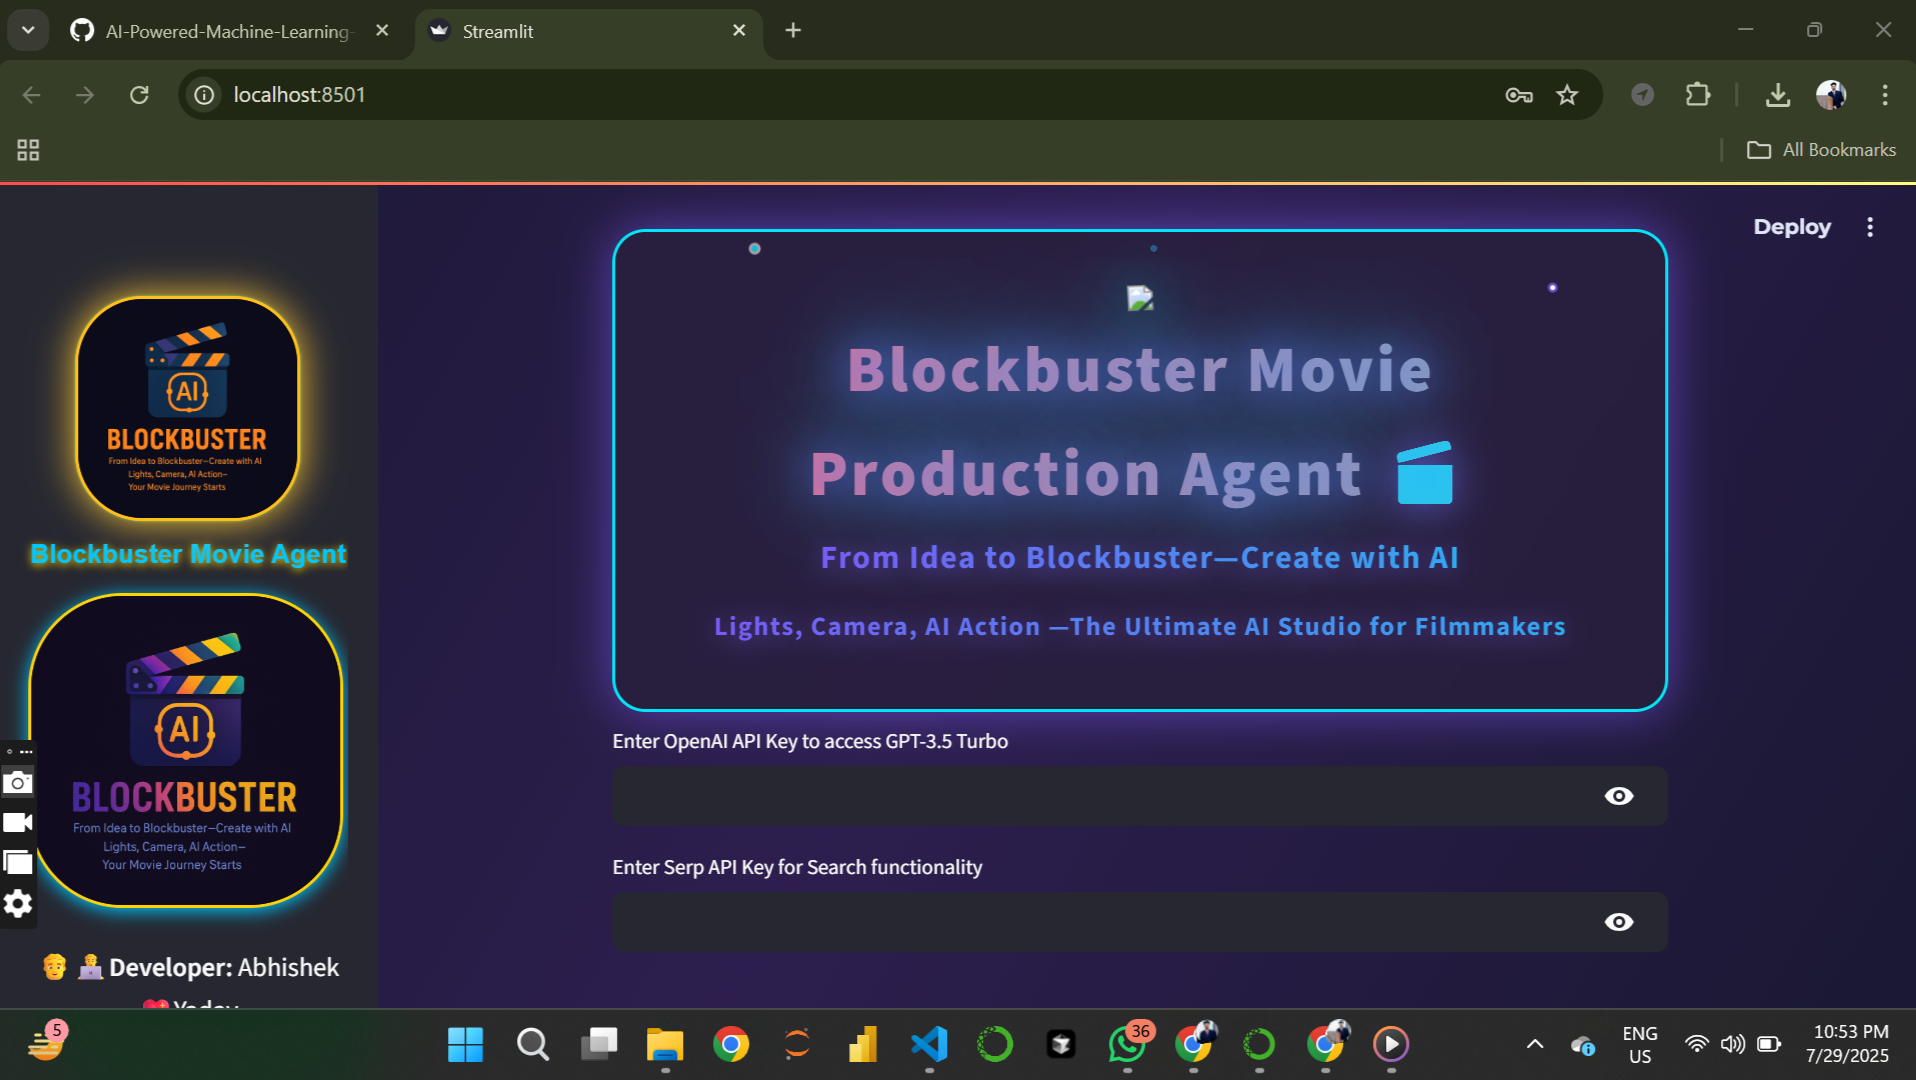 AI-Powered-Machine-Learning-
Streamlit
localhost:8501
All Bookmarks
Deploy
AI
BLOCKBUSTER
From Idea to Blockbuster—Create with AI
Lights, Camera, AI Action—
Your Movie Journey Starts
Blockbuster Movie Agent
AI
BLOCKBUSTER
From Idea to Blockbuster—Create with AI
Lights, Camera, AI Action—
Your Movie Journey Starts
Developer: Abhishek
Yadav
Blockbuster Movie
Production Agent
From Idea to Blockbuster—Create with AI
Lights, Camera, AI Action —The Ultimate AI Studio for Filmmakers
Enter OpenAI API Key to access GPT-3.5 Turbo
Enter Serp API Key for Search functionality
5
36
ENG
US
10:53 PM
7/29/2025